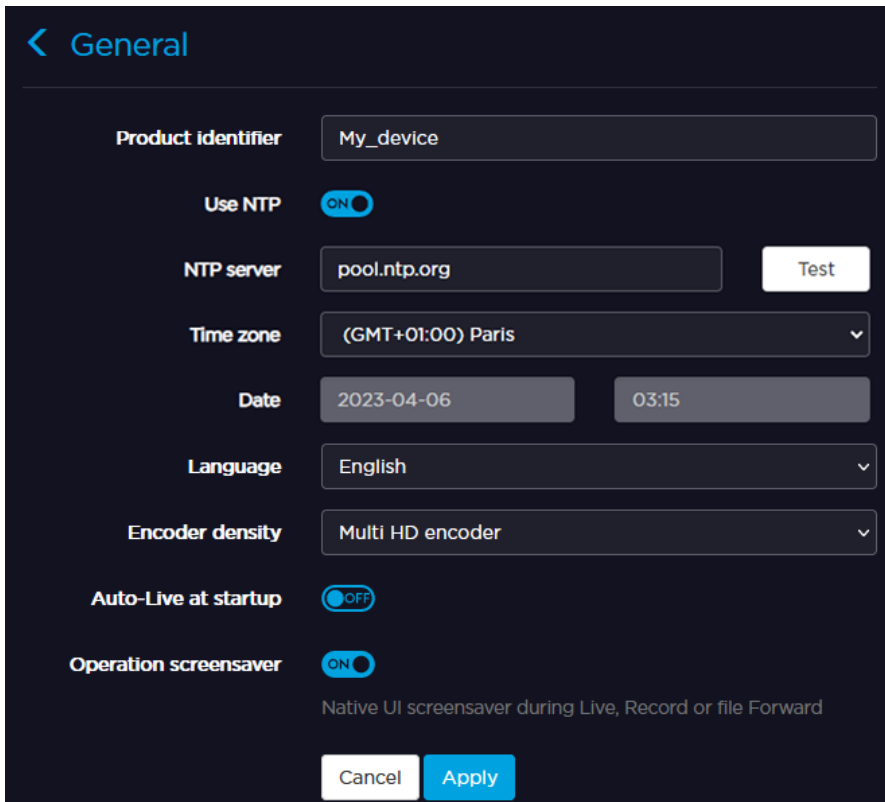 General
Product identifier My_device
Use NTP ON
NTP server pool.ntp.org Test
Time zone (GMT+01:00) Paris
Date 2023-04-06 03:15
Language English
Encoder density Multi HD encoder
Auto-Live at startup OFF
Operation screensaver ON
Native UI screensaver during Live, Record or file Forward
Cancel Apply